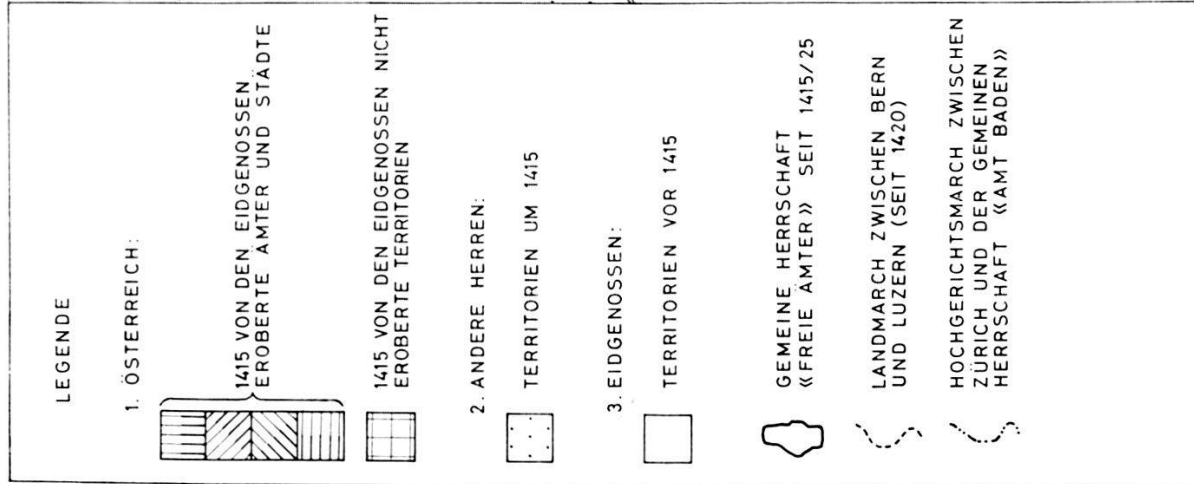 LEGENDE
1. ÖSTERREICH:
1415 VON DEN EIDGENOSSEN
EROBERTE ÄMTER UND STÄDTE
1415 VON DEN EIDGENOSSEN NICHT
EROBERTE TERRITORIEN
2. ANDERE HERREN:
TERRITORIEN UM 1415
3. EIDGENOSSEN:
TERRITORIEN VOR 1415
GEMEINE HERRSCHAFT
«FREIE ÄMTER» SEIT 1415/25
LANDMARCH ZWISCHEN BERN
UND LUZERN (SEIT 1420)
HOCHGERICHTSMARCH ZWISCHEN
ZÜRICH UND DER GEMEINEN
HERRSCHAFT «AMT BADEN»